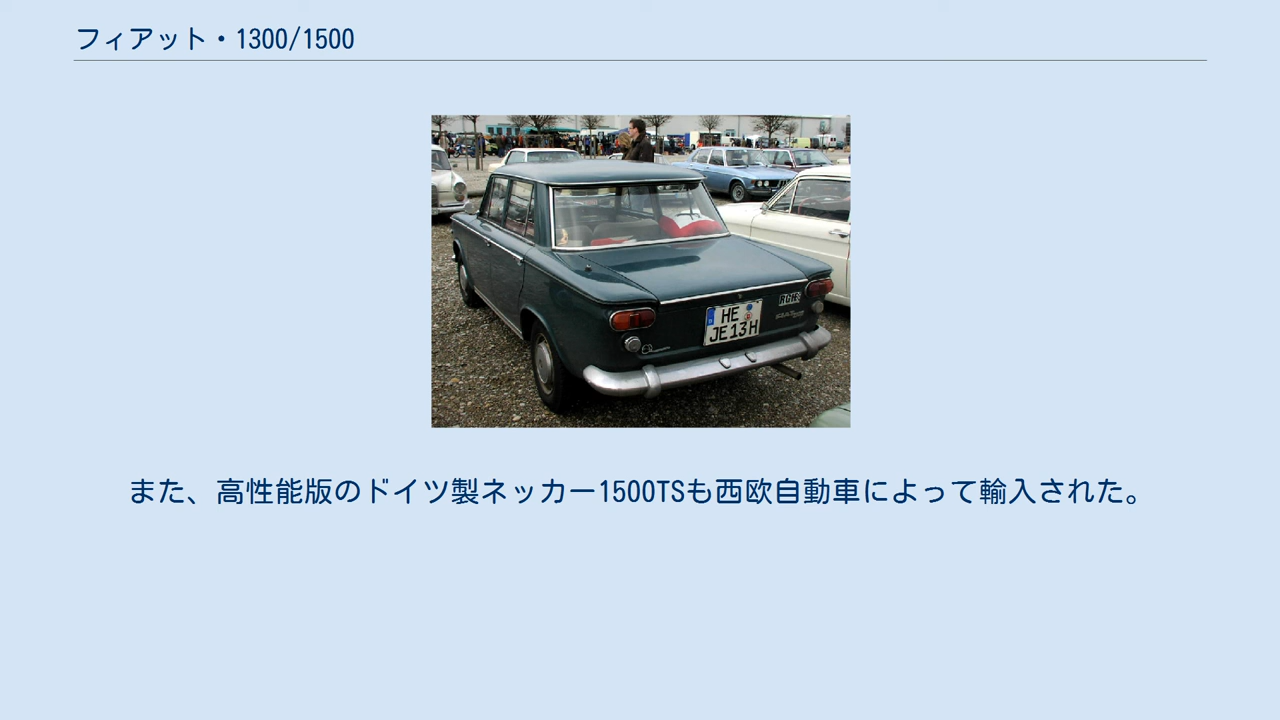 フィアット・1300/1500
HE
JE 13 H
また、高性能版のドイツ製ネッカー1500TSも西欧自動車によって輸入された。